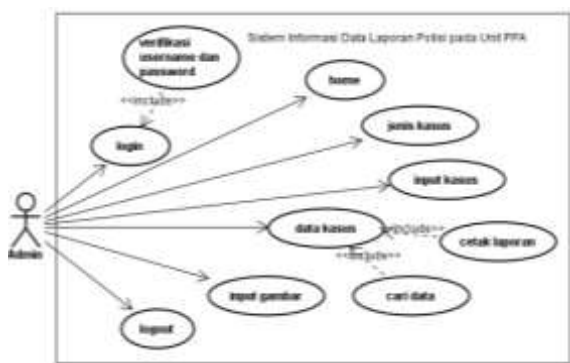 Sistem Informasi Data Laporan Polisi pada Unit PPA
verifikasi
username dan
password
<<include>>
home
login
jenis kasus
input kasus
Admin
data kasus
<<include>>
cetak laporan
<<include>>
input gambar
cari data
logout